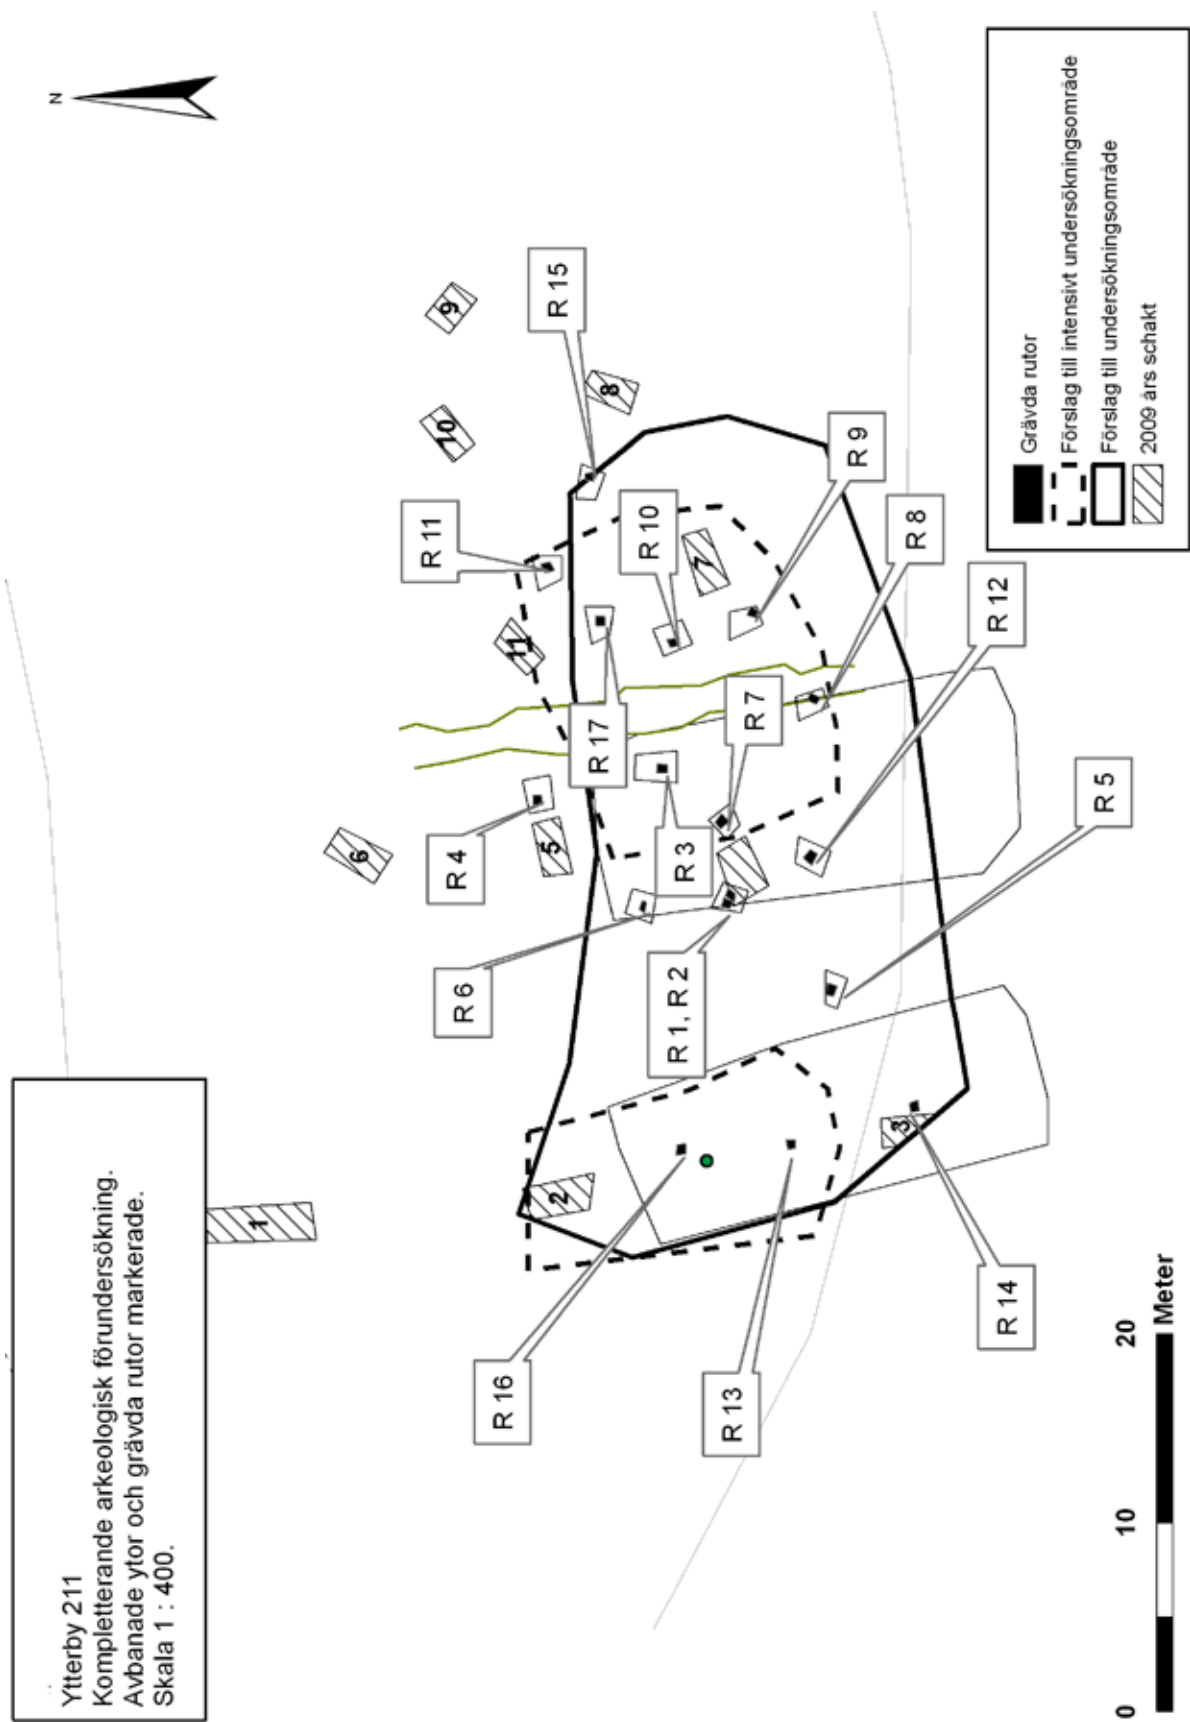 Ytterby 211
Kompletterande arkeologisk förundersökning.
Avbanade ytor och grävda rutor markerade.
Skala 1 : 400.
N
1
2
3
5
6
7
8
9
10
11
R 16
R 13
R 14
R 6
R 1, R 2
R 5
R 4
R 3
R 7
R 12
R 17
R 8
R 11
R 10
R 9
R 15
Grävda rutor
Förslag till intensivt undersökningsområde
Förslag till undersökningsområde
2009 års schakt
0 10 20
Meter